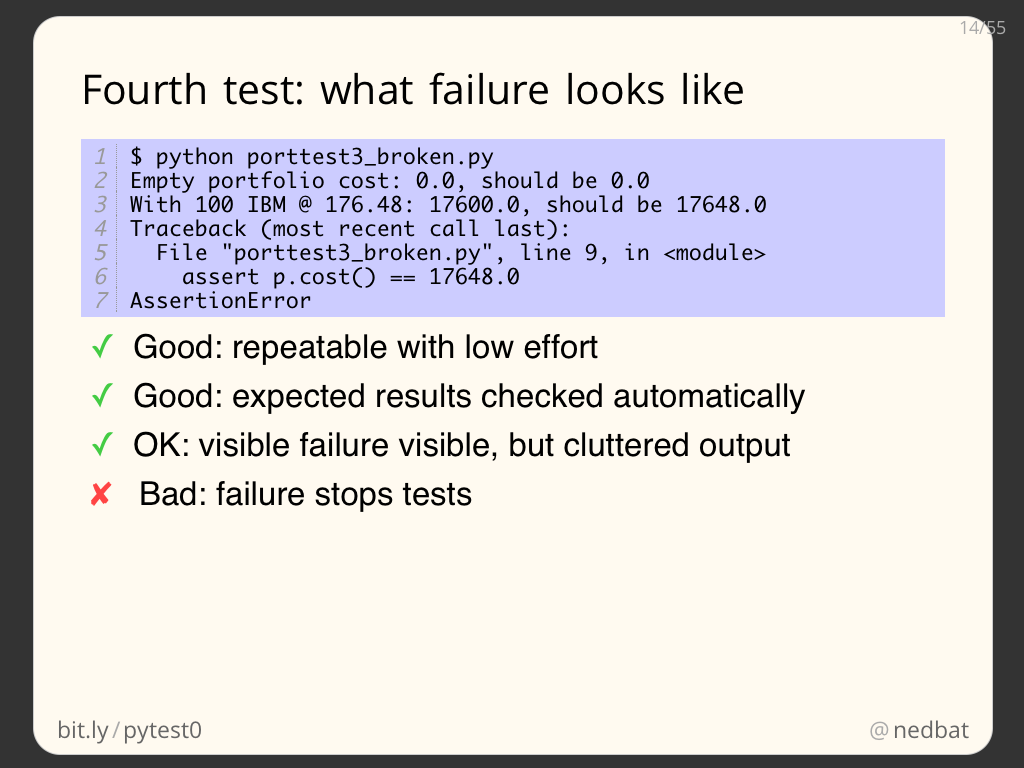 14/55
Fourth test: what failure looks like
1 $ python porttest3_broken.py
2 Empty portfolio cost: 0.0, should be 0.0
3 With 100 IBM @ 176.48: 17600.0, should be 17648.0
4 Traceback (most recent call last):
5   File "porttest3_broken.py", line 9, in <module>
6     assert p.cost() == 17648.0
7 AssertionError
✓ Good: repeatable with low effort
✓ Good: expected results checked automatically
✓ OK: visible failure visible, but cluttered output
✘ Bad: failure stops tests
bit.ly/pytest0
@nedbat